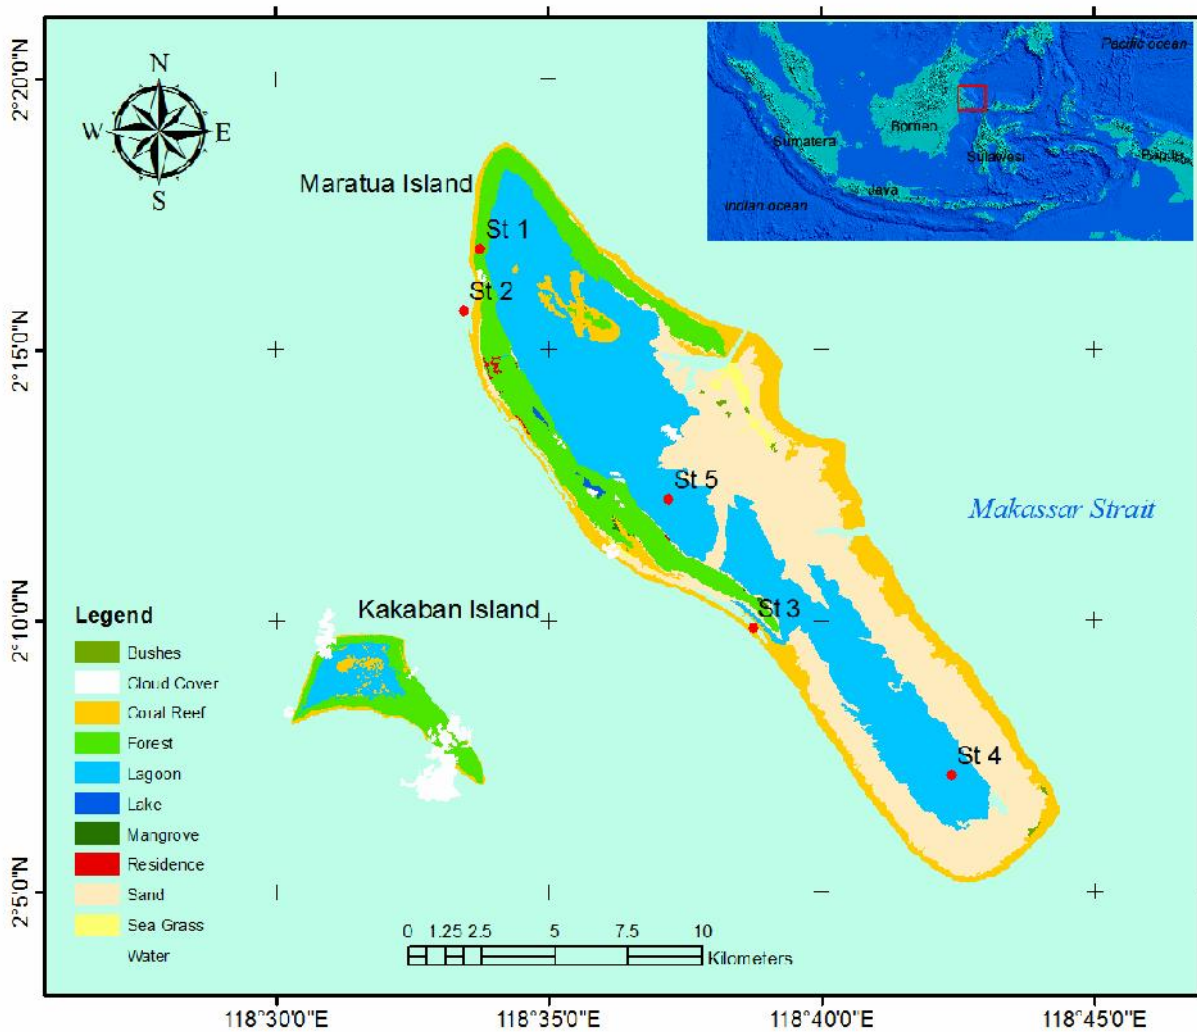 N
W E
S
Pacific ocean
Borneo
Sumatera
Sulawesi
Papua
Java
Indian ocean
Maratua Island
St 1
St 2
St 5
Makassar Strait
Kakaban Island
St 3
St 4
Legend
Bushes
Cloud Cover
Coral Reef
Forest
Lagoon
Lake
Mangrove
Residence
Sand
Sea Grass
Water
0 1.25 2.5 5 7.5 10
Kilometers
2°20'0"N
2°15'0"N
2°10'0"N
2°5'0"N
118°30'0"E 118°35'0"E 118°40'0"E 118°45'0"E